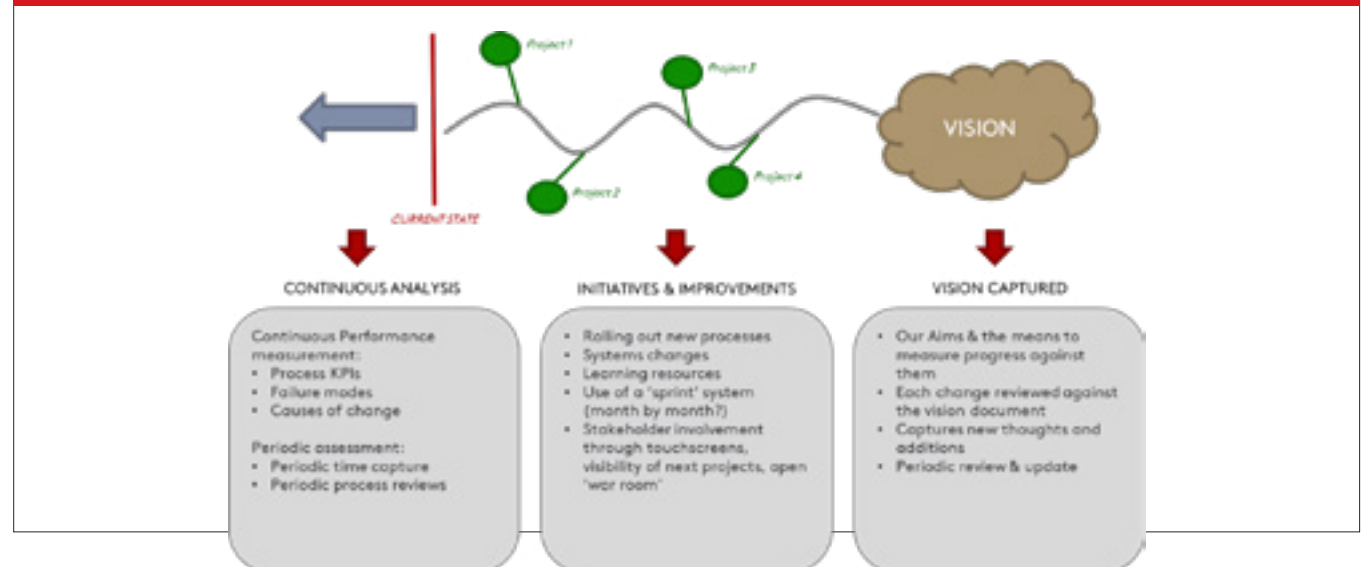 Project 1
Project 3
VISION
Project 2
Project 4
CURRENT STATE
CONTINUOUS ANALYSIS
INITIATIVES & IMPROVEMENTS
VISION CAPTURED
Continuous Performance
measurement:
• Process KPIs
• Failure modes
• Causes of change
Periodic assessment:
• Periodic time capture
• Periodic process reviews
• Rolling out new processes
• Systems changes
• Learning resources
• Use of a 'sprint' system
(month by month?)
• Stakeholder involvement
through touchscreens,
visibility of next projects, open
'war room'
• Our Aims & the means to
measure progress against
them
• Each change reviewed against
the vision document
• Captures new thoughts and
additions
• Periodic review & update